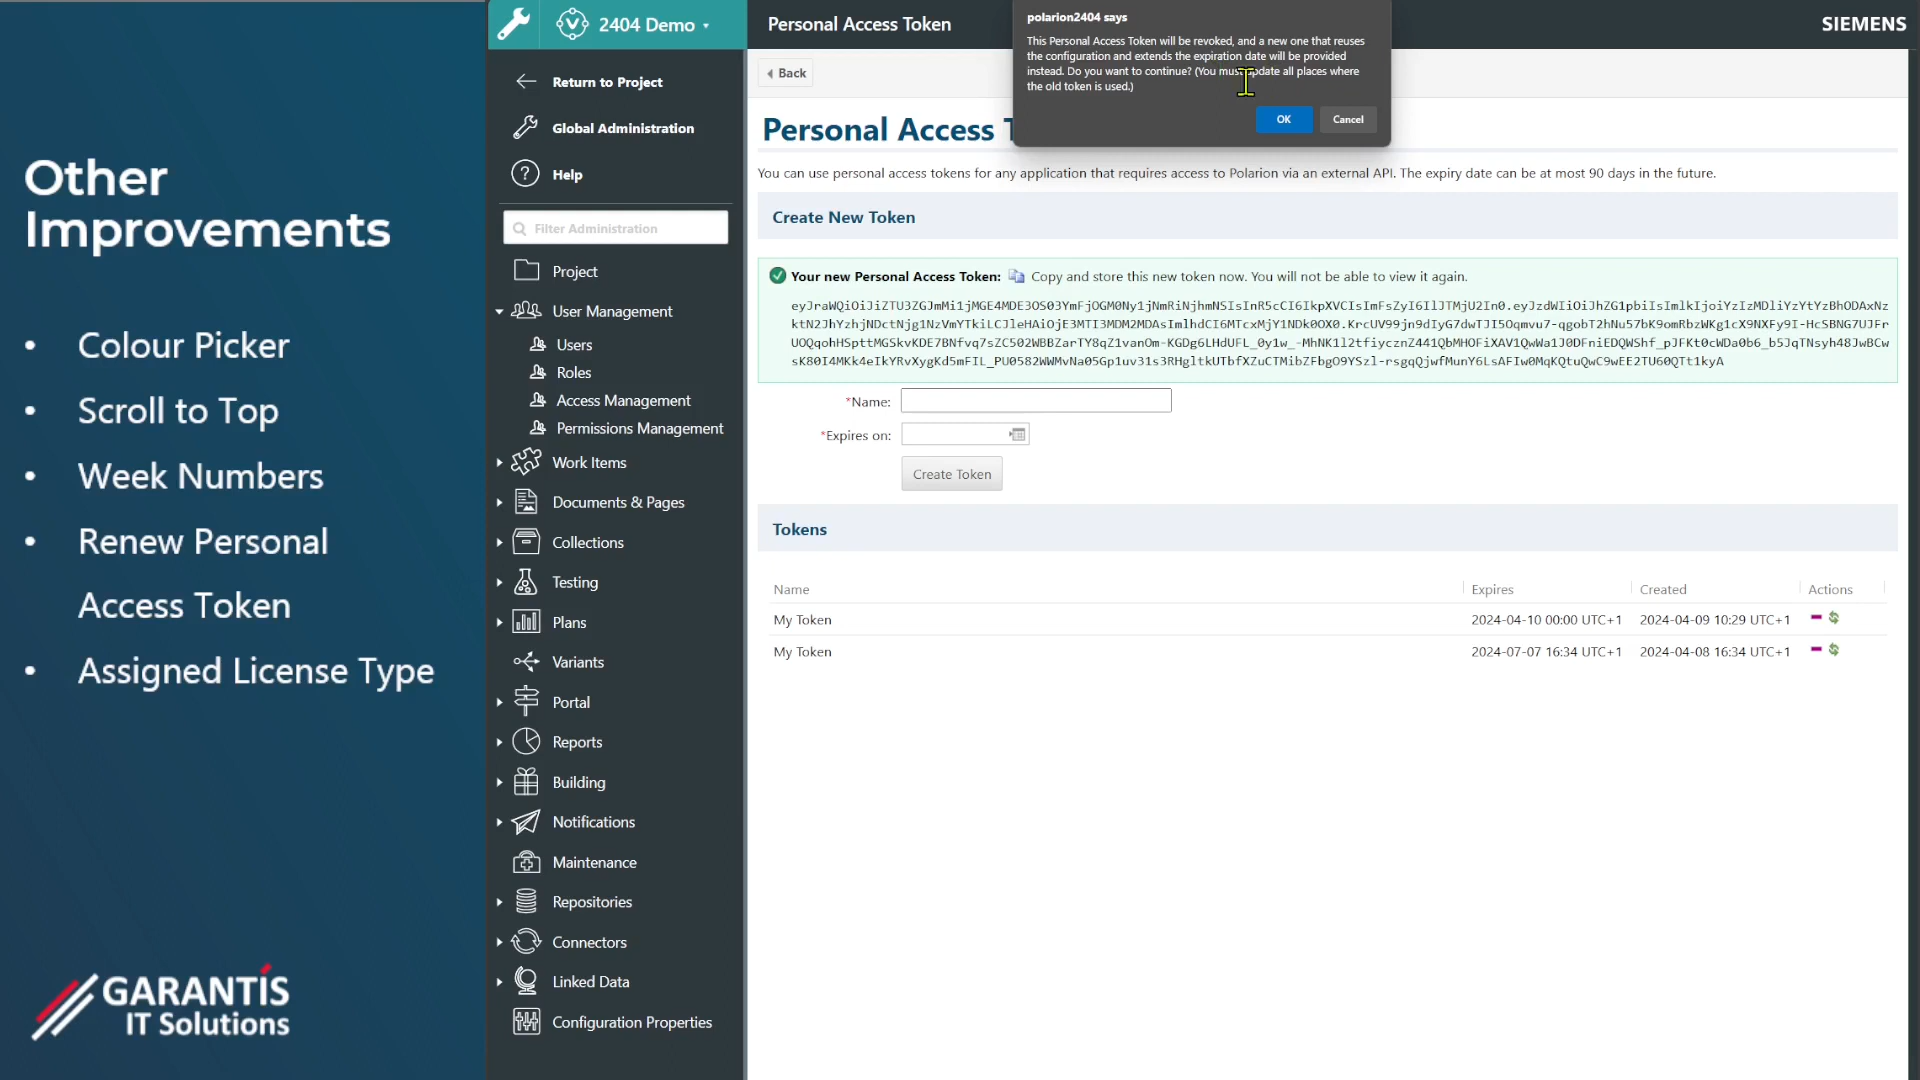 Other
Improvements
• Colour Picker
• Scroll to Top
• Week Numbers
• Renew Personal
Access Token
• Assigned License Type
GARANTIS
IT Solutions
2404 Demo
Return to Project
Global Administration
Help
Filter Administration
Project
User Management
Users
Roles
Access Management
Permissions Management
Work Items
Documents & Pages
Collections
Testing
Plans
Variants
Portal
Reports
Building
Notifications
Maintenance
Repositories
Connectors
Linked Data
Configuration Properties
Personal Access Token
SIEMENS
polarion2404 says
This Personal Access Token will be revoked, and a new one that reuses
the configuration and extends the expiration date will be provided
instead. Do you want to continue? (You must update all places where
the old token is used.)
OK Cancel
Back
Personal Access T
You can use personal access tokens for any application that requires access to Polarion via an external API. The expiry date can be at most 90 days in the future.
Create New Token
Your new Personal Access Token: Copy and store this new token now. You will not be able to view it again.
*Name:
*Expires on:
Create Token
Tokens
Name Expires Created Actions
My Token 2024-04-10 00:00 UTC+1 2024-04-09 10:29 UTC+1
My Token 2024-07-07 16:34 UTC+1 2024-04-08 16:34 UTC+1